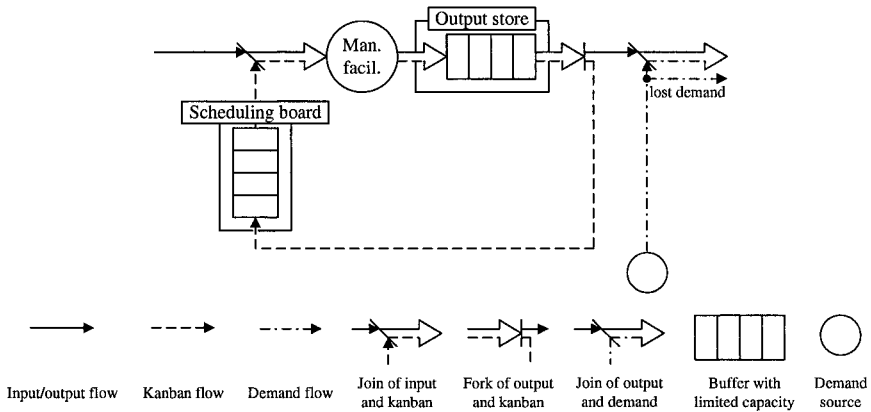 Output store
Man.
facil.
lost demand
Scheduling board
Input/output flow
Kanban flow
Demand flow
Join of input
and kanban
Fork of output
and kanban
Join of output
and demand
Buffer with
limited capacity
Demand
source